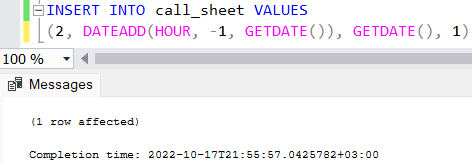 INSERT INTO call_sheet VALUES
(2, DATEADD(HOUR, -1, GETDATE()), GETDATE(), 1)
100 %
Messages
(1 row affected)
Completion time: 2022-10-17T21:55:57.0425782+03:00